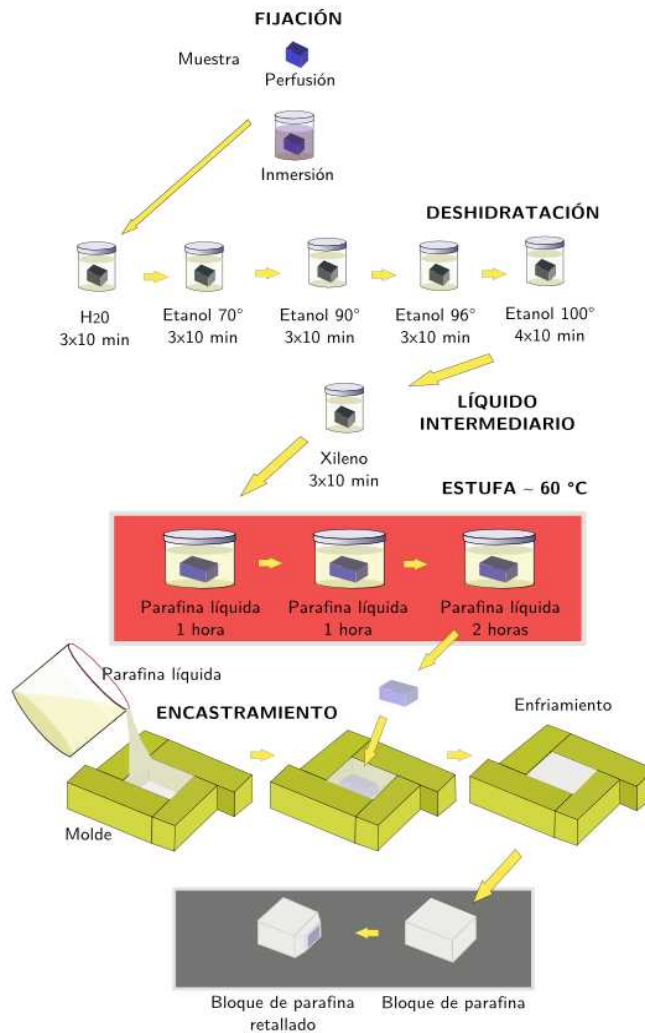 FIJACIÓN
Muestra
Perfusión
Inmersión
DESHIDRATACIÓN
H20
3x10 min
Etanol 70°
3x10 min
Etanol 90°
3x10 min
Etanol 96°
3x10 min
Etanol 100°
4x10 min
LÍQUIDO
INTERMEDIARIO
Xileno
3x10 min
ESTUFA ~ 60 °C
Parafina líquida
1 hora
Parafina líquida
1 hora
Parafina líquida
2 horas
Parafina líquida
ENCASTRAMIENTO
Enfriamiento
Molde
Bloque de parafina
retallado
Bloque de parafina